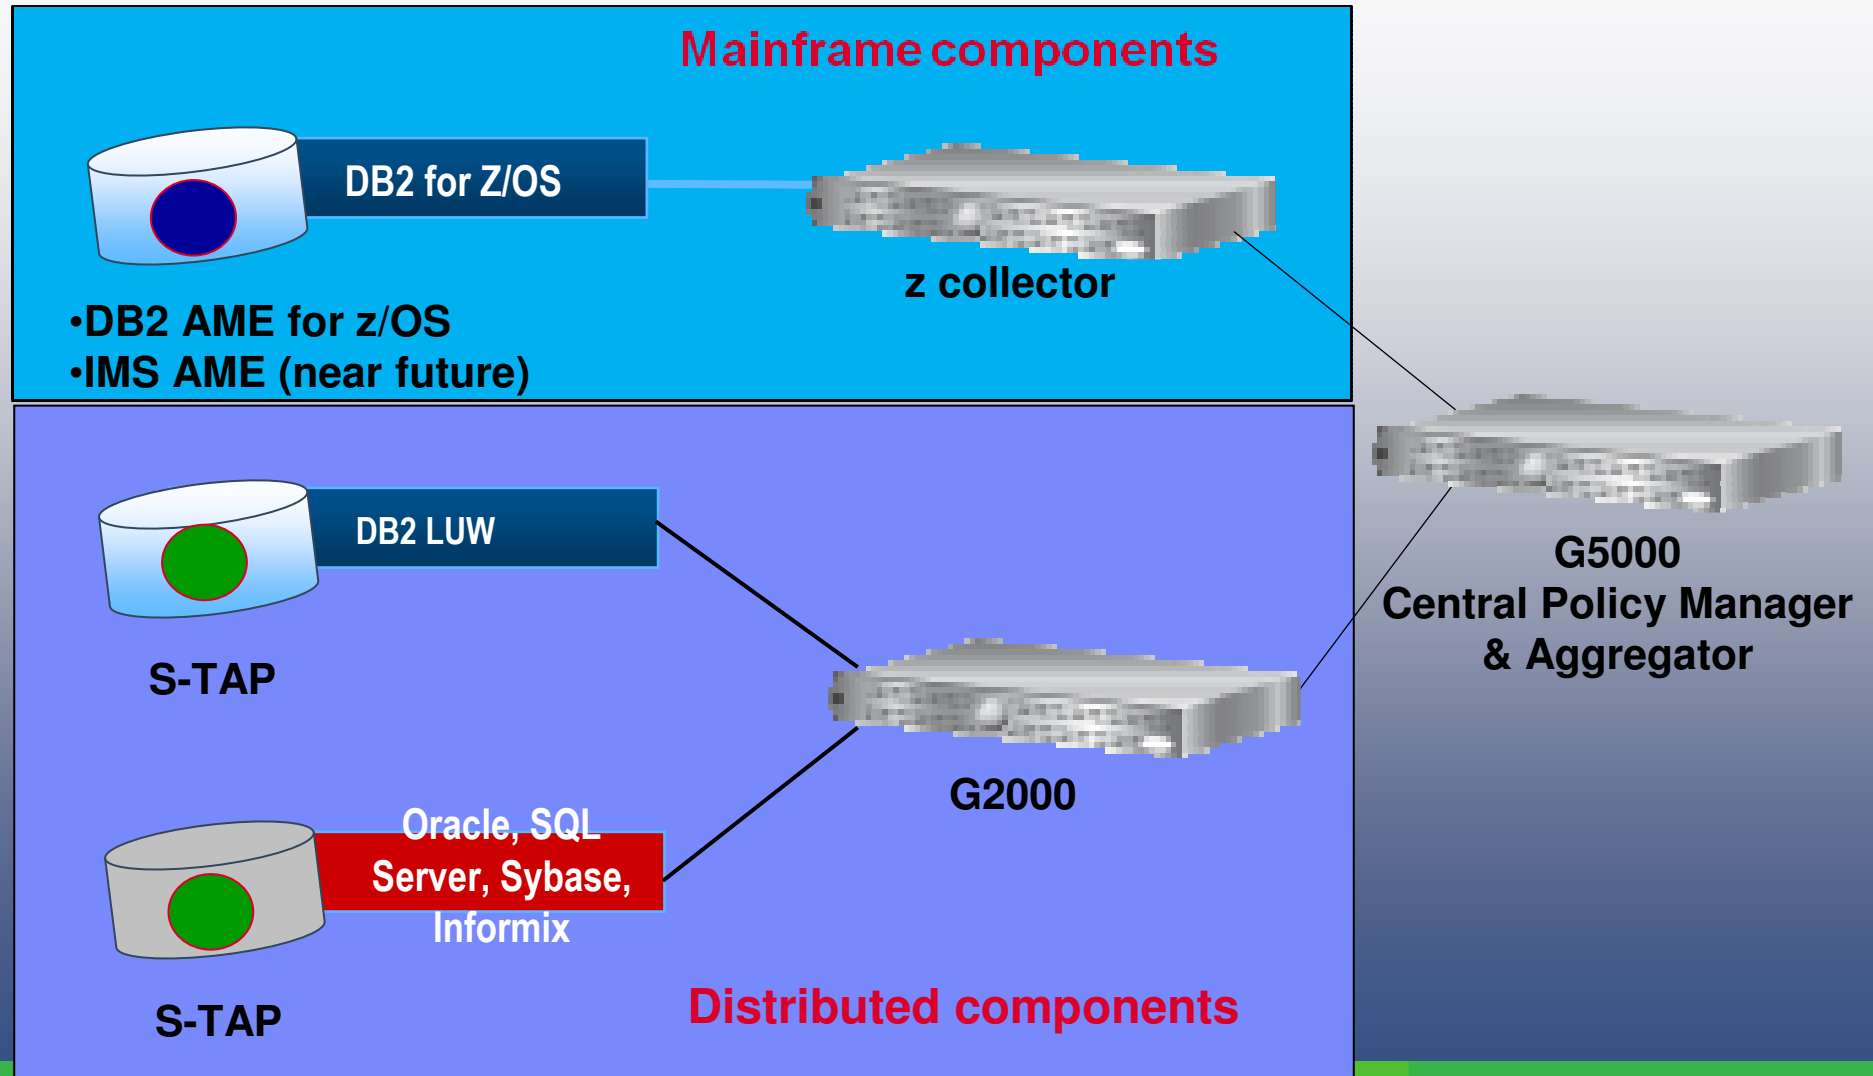 Mainframe components
DB2 for Z/OS
z collector
•DB2 AME for z/OS
•IMS AME (near future)
DB2 LUW
S-TAP
G5000
Central Policy Manager
& Aggregator
G2000
Oracle, SQL
Server, Sybase,
Informix
S-TAP
Distributed components